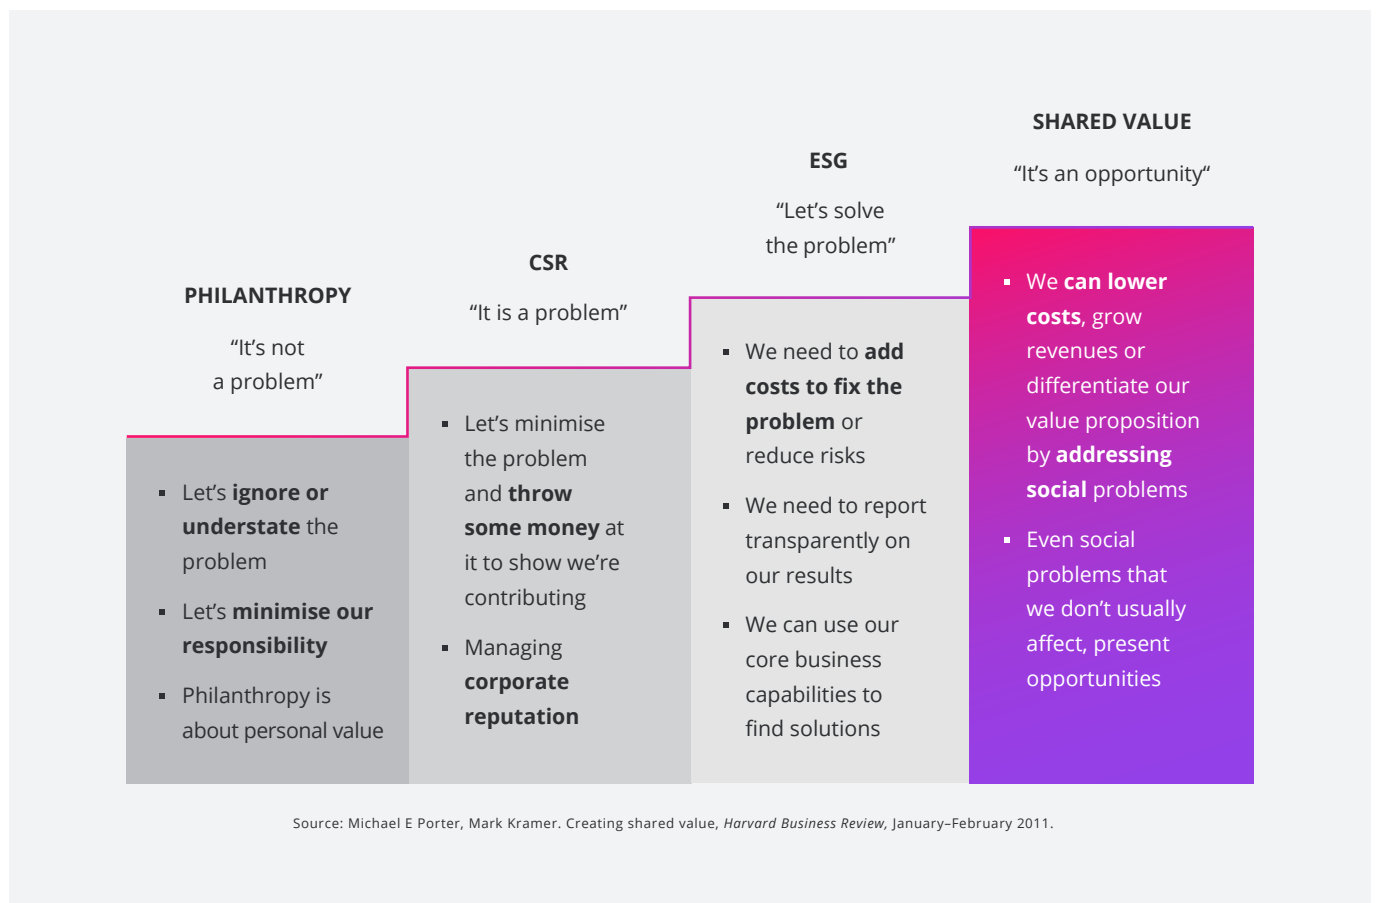 PHILANTHROPY
“It’s not
a problem”
▪ Let’s ignore or
understate the
problem
▪ Let’s minimise our
responsibility
▪ Philanthropy is
about personal value
CSR
“It is a problem”
▪ Let’s minimise
the problem
and throw
some money at
it to show we’re
contributing
▪ Managing
corporate
reputation
ESG
“Let’s solve
the problem”
▪ We need to add
costs to fix the
problem or
reduce risks
▪ We need to report
transparently on
our results
▪ We can use our
core business
capabilities to
find solutions
SHARED VALUE
“It’s an opportunity“
▪ We can lower
costs, grow
revenues or
differentiate our
value proposition
by addressing
social problems
▪ Even social
problems that
we don’t usually
affect, present
opportunities
Source: Michael E Porter, Mark Kramer. Creating shared value, Harvard Business Review, January–February 2011.